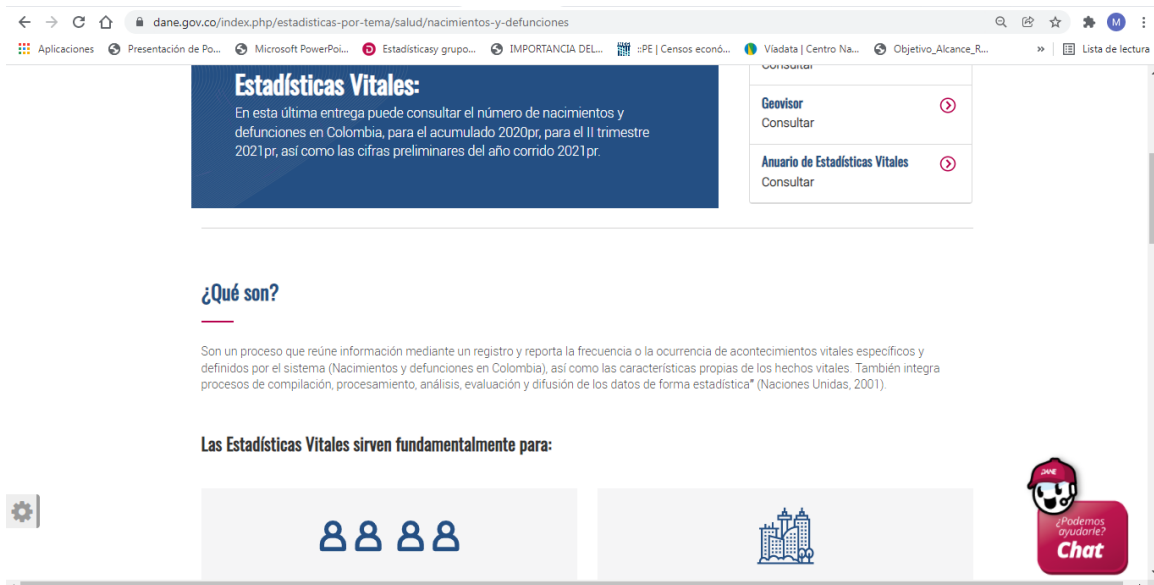 dane.gov.co/index.php/estadisticas-por-tema/salud/nacimientos-y-defunciones
M
Aplicaciones
Presentación de Po...
Microsoft PowerPoi...
Estadísticasy grupo...
IMPORTANCIA DEL...
::PE | Censos econó...
Víadata | Centro Na...
Objetivo_Alcance_R...
»
Lista de lectura
Estadísticas Vitales:
En esta última entrega puede consultar el número de nacimientos y
defunciones en Colombia, para el acumulado 2020pr, para el II trimestre
2021pr, así como las cifras preliminares del año corrido 2021pr.
Consultar
Geovisor
Consultar
Anuario de Estadísticas Vitales
Consultar
¿Qué son?
Son un proceso que reúne información mediante un registro y reporta la frecuencia o la ocurrencia de acontecimientos vitales específicos y
definidos por el sistema (Nacimientos y defunciones en Colombia), así como las características propias de los hechos vitales. También integra
procesos de compilación, procesamiento, análisis, evaluación y difusión de los datos de forma estadística" (Naciones Unidas, 2001).
Las Estadísticas Vitales sirven fundamentalmente para:
DANE
¿Podemos
ayudarle?
Chat